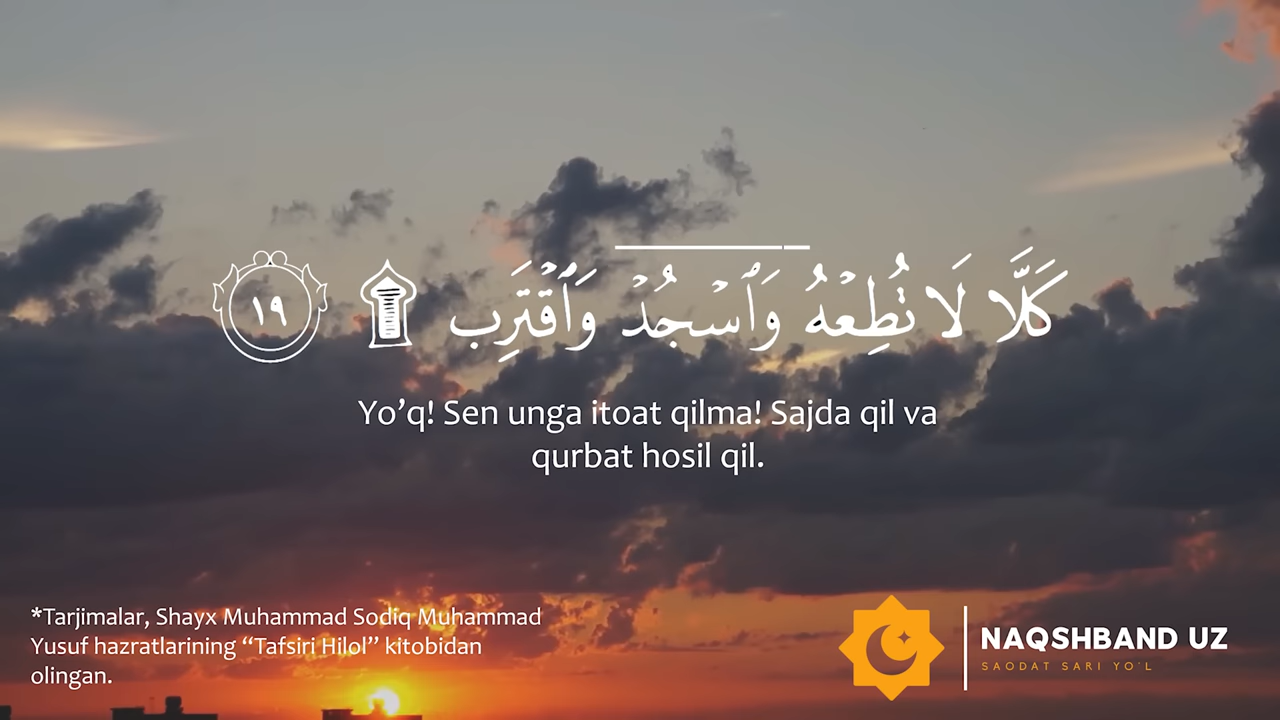 كَلَّا لَا تُطِعْهُ وَٱسْجُدْ وَٱقْتَرِب ۩ ١٩
Yo’q! Sen unga itoat qilma! Sajda qil va
qurbat hosil qil.
*Tarjimalar, Shayx Muhammad Sodiq Muhammad
Yusuf hazratlarining “Tafsiri Hilol” kitobidan
olingan.
NAQSHBAND UZ
SAODAT SARI YO'L